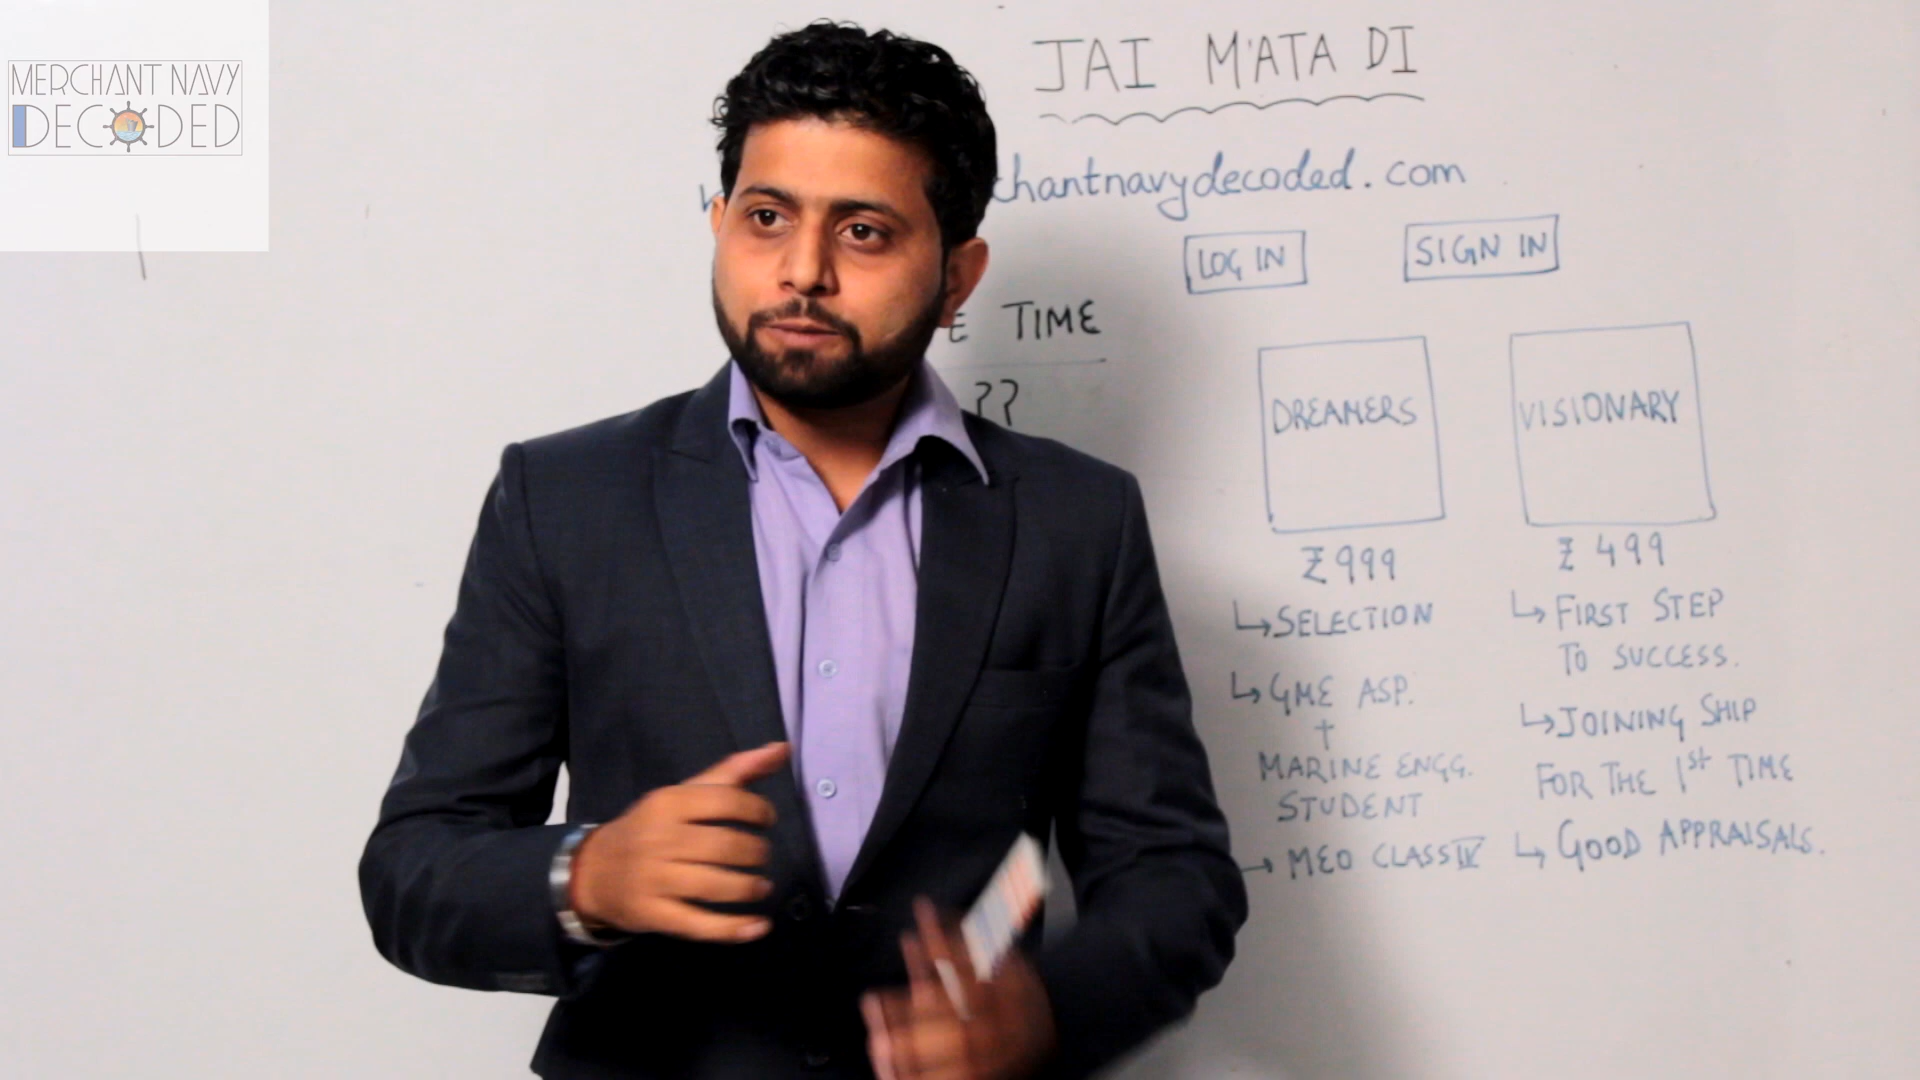 MERCHANT NAVY
DECODED
JAI MATA DI
chantnavydecoded.com
LOG IN
SIGN IN
E TIME
??
DREAMERS
VISIONARY
₹ 999
₹ 499
↳ SELECTION
↳ GME ASP.
+
MARINE ENGG.
STUDENT
→ MEO CLASS IV
↳ FIRST STEP
TO SUCCESS.
↳ JOINING SHIP
FOR THE 1st TIME
↳ GOOD APPRAISALS.